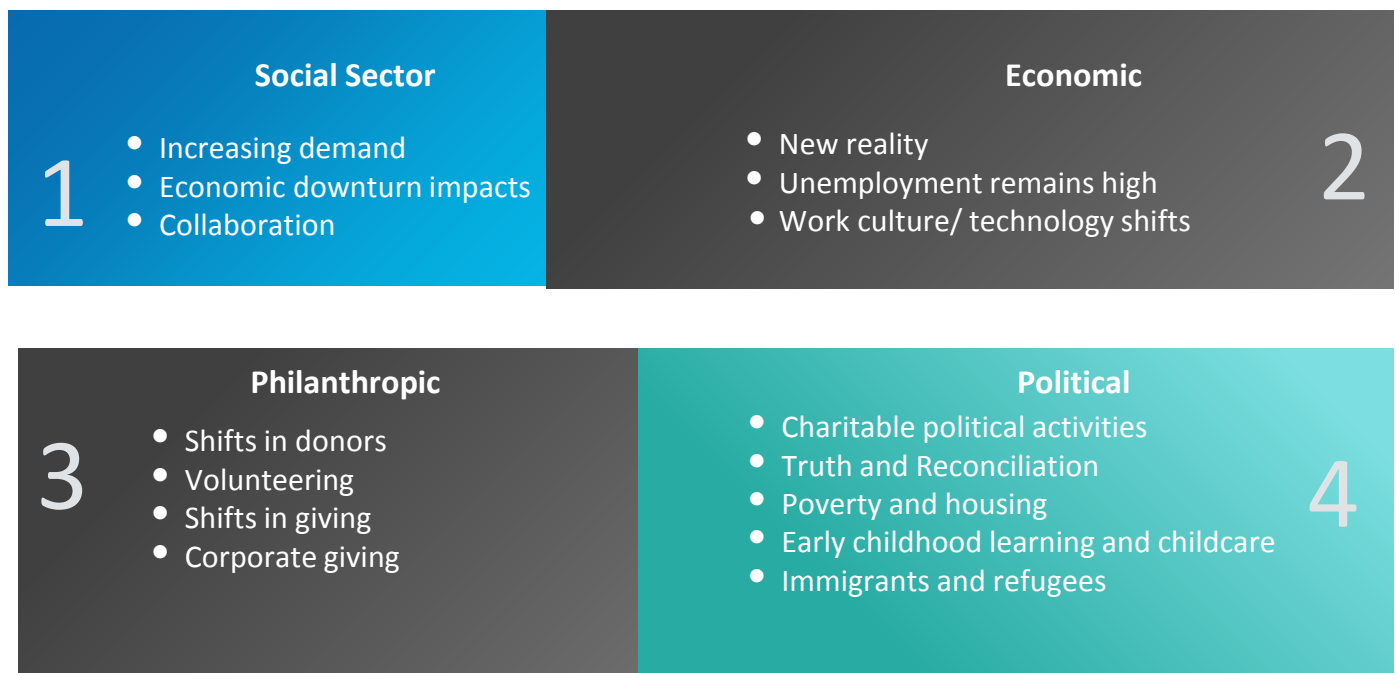 Social Sector
1
• Increasing demand
• Economic downturn impacts
• Collaboration
Economic
• New reality
• Unemployment remains high
• Work culture/ technology shifts
2
Philanthropic
3
• Shifts in donors
• Volunteering
• Shifts in giving
• Corporate giving
Political
• Charitable political activities
• Truth and Reconciliation
• Poverty and housing
• Early childhood learning and childcare
• Immigrants and refugees
4